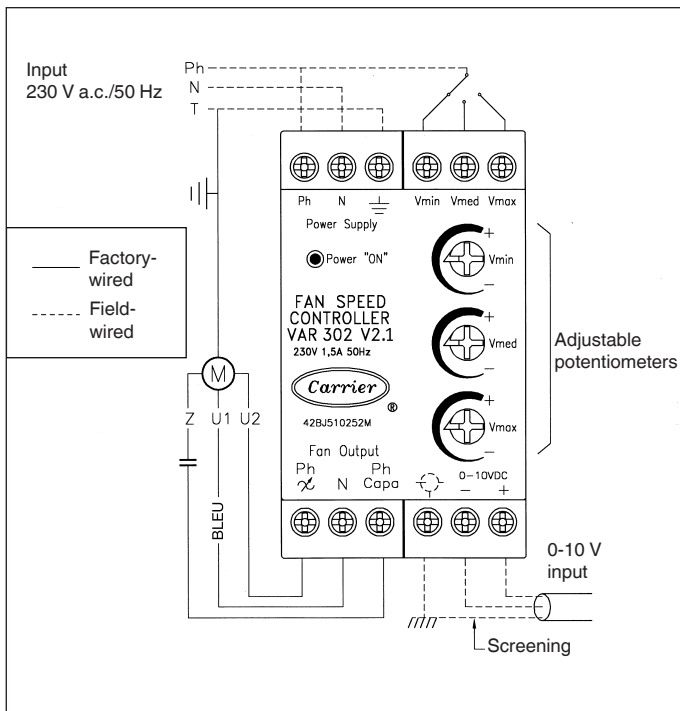 Input
230 V a.c./50 Hz
Ph
N
T
Ph N Vmin Vmed Vmax
Power Supply
Power "ON"
+
Vmin
−
FAN SPEED
CONTROLLER
VAR 302 V2.1
230V 1,5A 50Hz
+
Vmed
−
Carrier
®
42BJ510252M
+
Vmax
−
Adjustable
potentiometers
Factory-
wired
Field-
wired
M
Z U1 U2
BLEU
Fan Output
Ph
N
Ph
Capa
0-10VDC
− +
0-10 V
input
Screening